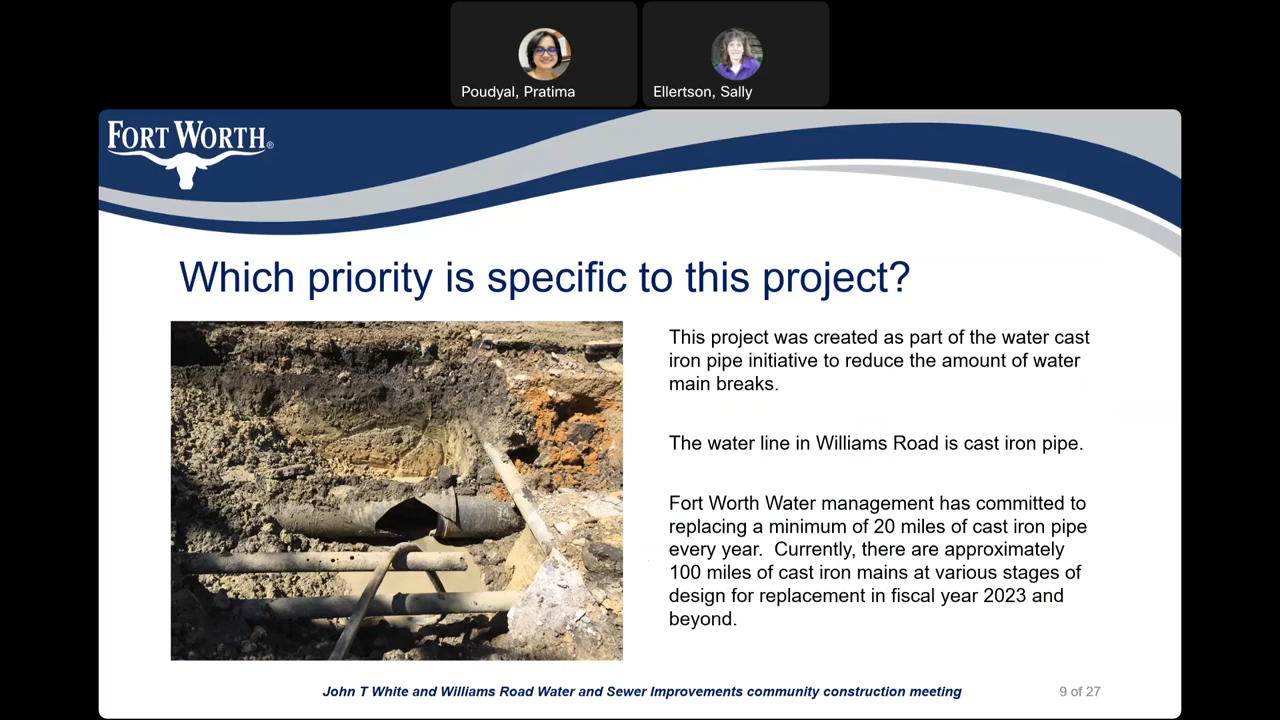 Poudyal, Pratima
Ellertson, Sally
FORT WORTH®
Which priority is specific to this project?
This project was created as part of the water cast
iron pipe initiative to reduce the amount of water
main breaks.
The water line in Williams Road is cast iron pipe.
Fort Worth Water management has committed to
replacing a minimum of 20 miles of cast iron pipe
every year.  Currently, there are approximately
100 miles of cast iron mains at various stages of
design for replacement in fiscal year 2023 and
beyond.
John T White and Williams Road Water and Sewer Improvements community construction meeting
9 of 27